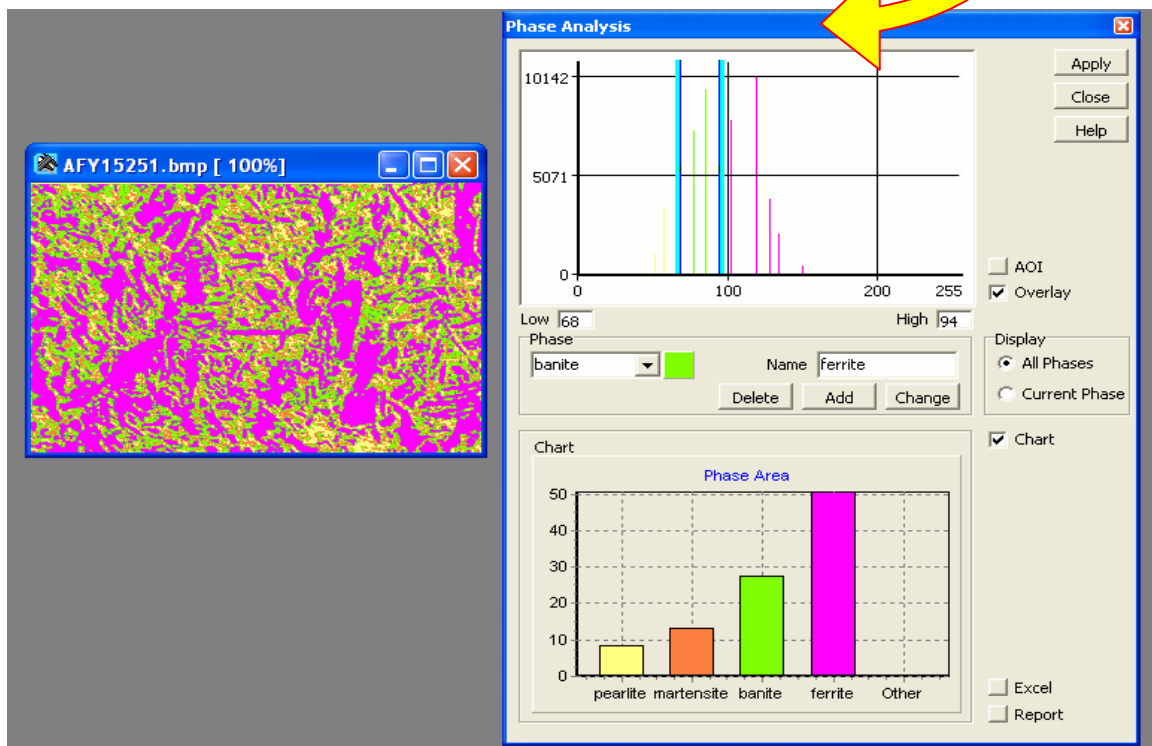 Phase Analysis
10142
5071
0
0 100 200 255
Apply
Close
Help
AFY15251.bmp [ 100%]
AOI
Overlay
Low 68 High 94
Phase
banite Name ferrite
Delete Add Change
Display
All Phases
Current Phase
Chart
Chart
Phase Area
50
40
30
20
10
0
pearlite martensite banite ferrite Other
Excel
Report